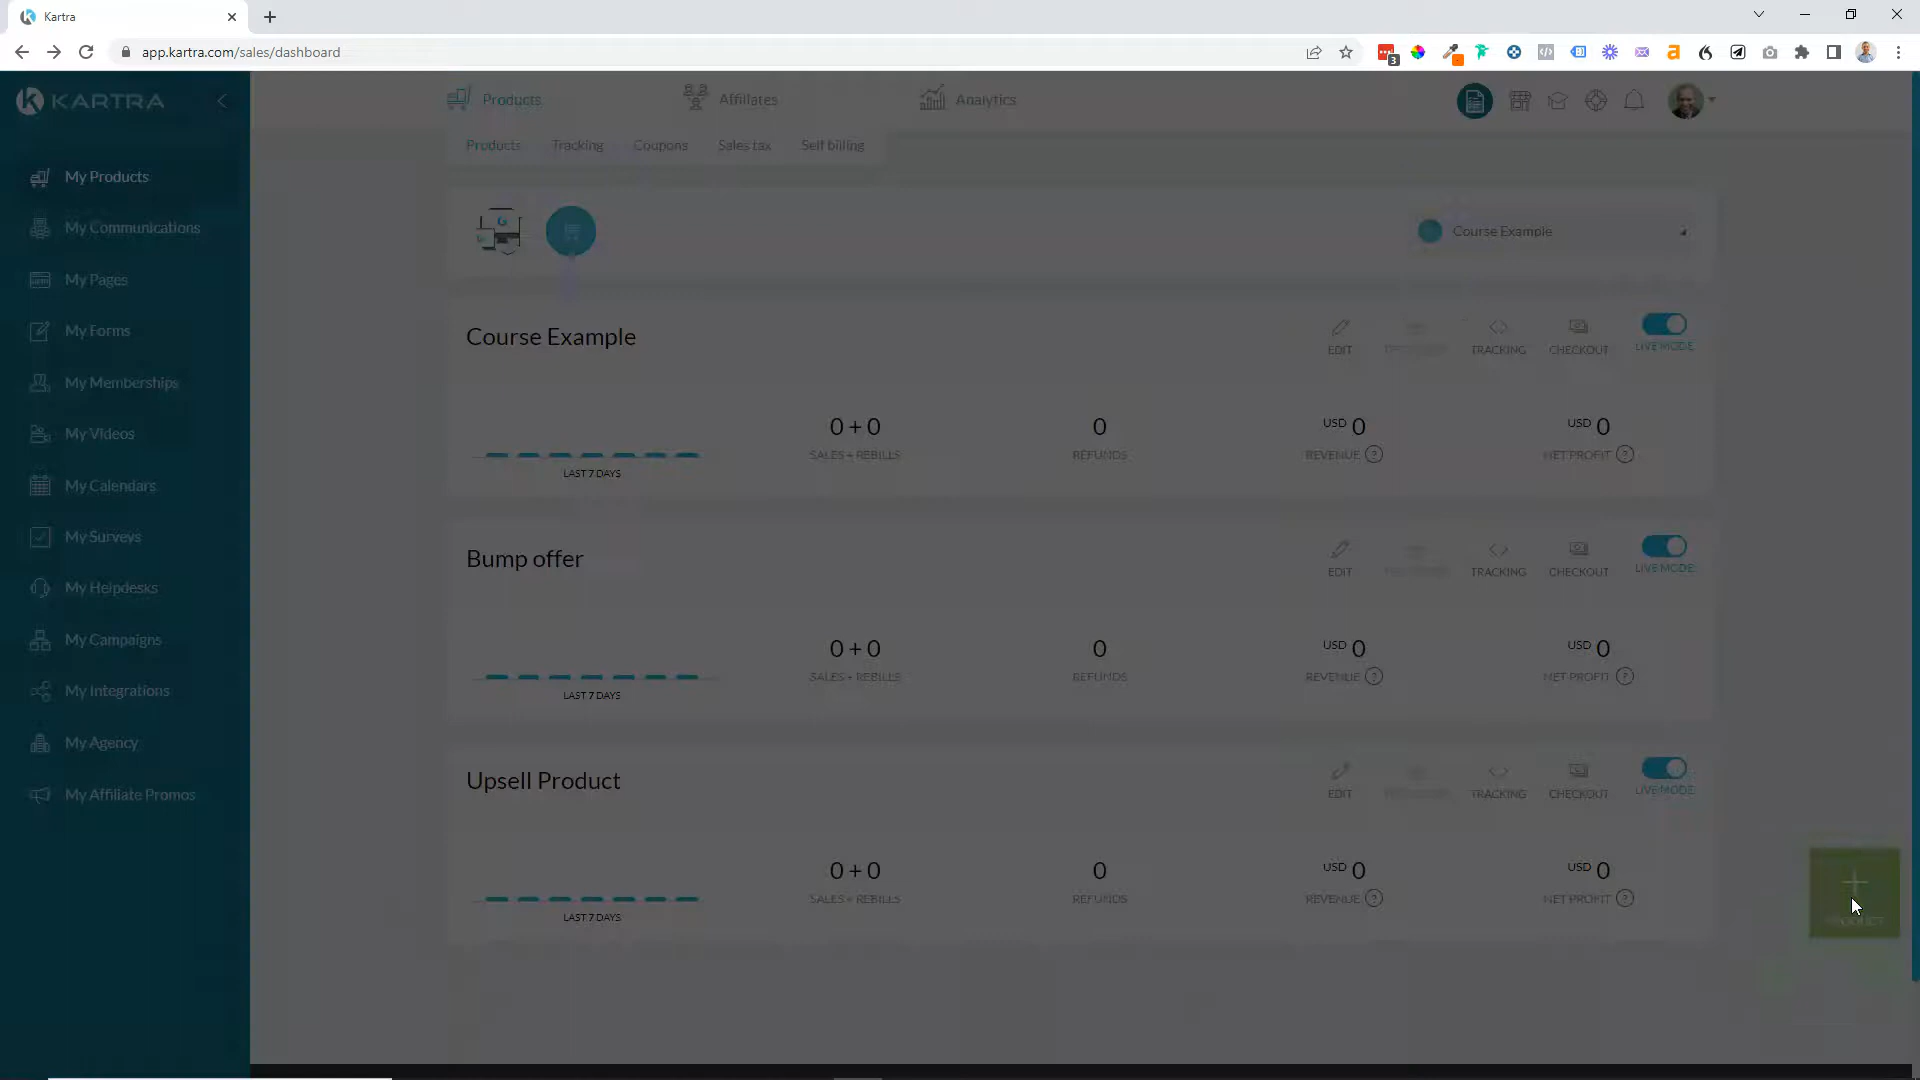 Kartra
app.kartra.com/sales/dashboard
3
KARTRA
Products
Affiliates
Analytics
Products
Tracking
Coupons
Sales tax
Self billing
My Products
My Communications
My Pages
My Forms
My Memberships
My Videos
My Calendars
My Surveys
My Helpdesks
My Campaigns
My Integrations
My Agency
My Affiliate Promos
Course Example
Course Example
EDIT
TRACKING
CHECKOUT
LIVE MODE
LAST 7 DAYS
0 + 0
SALES + REBILLS
0
REFUNDS
USD 0
REVENUE ?
USD 0
NET PROFIT ?
Bump offer
EDIT
TRACKING
CHECKOUT
LIVE MODE
LAST 7 DAYS
0 + 0
SALES + REBILLS
0
REFUNDS
USD 0
REVENUE ?
USD 0
NET PROFIT ?
Upsell Product
EDIT
TRACKING
CHECKOUT
LIVE MODE
LAST 7 DAYS
0 + 0
SALES + REBILLS
0
REFUNDS
USD 0
REVENUE ?
USD 0
NET PROFIT ?
PRODUCT